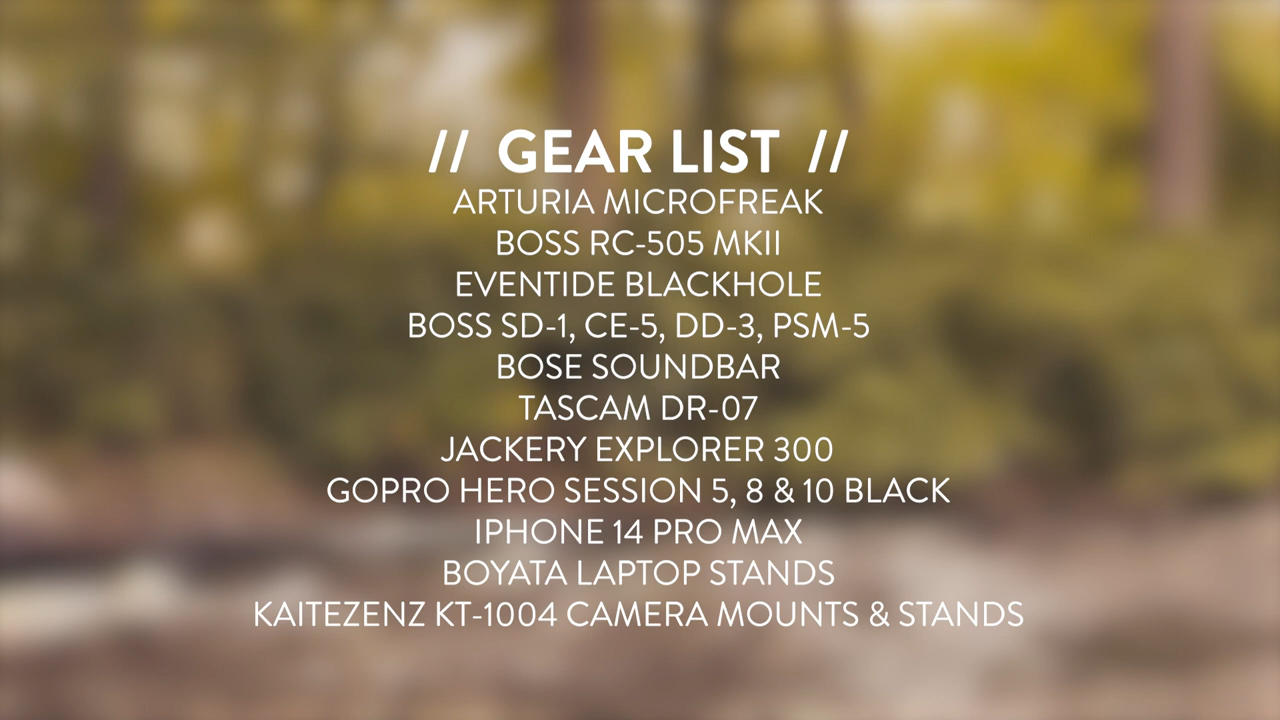 // GEAR LIST //
ARTURIA MICROFREAK
BOSS RC-505 MKII
EVENTIDE BLACKHOLE
BOSS SD-1, CE-5, DD-3, PSM-5
BOSE SOUNDBAR
TASCAM DR-07
JACKERY EXPLORER 300
GOPRO HERO SESSION 5, 8 & 10 BLACK
IPHONE 14 PRO MAX
BOYATA LAPTOP STANDS
KAITEZENZ KT-1004 CAMERA MOUNTS & STANDS